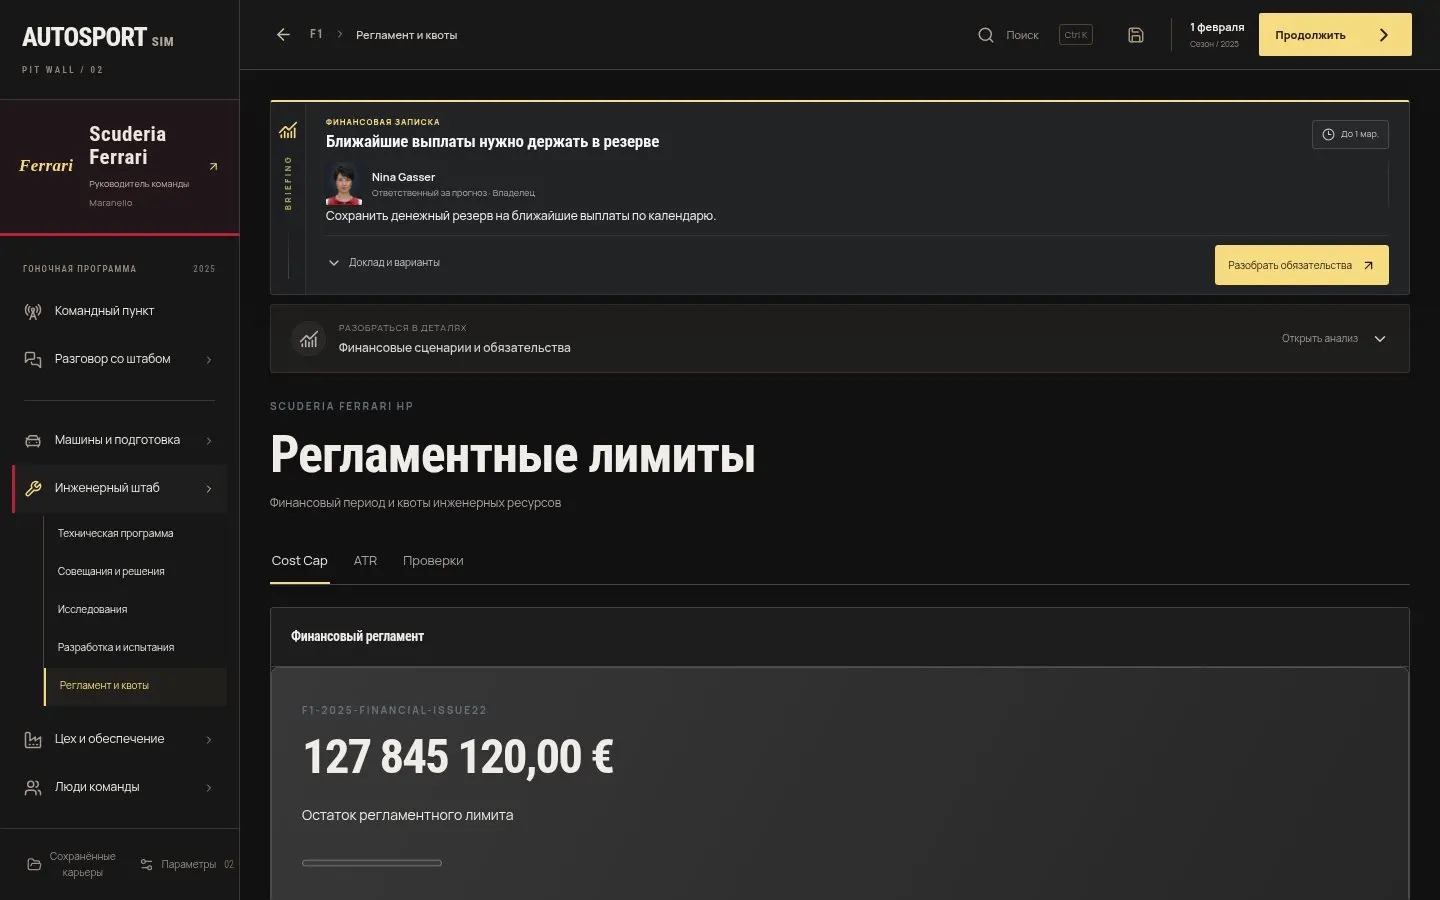 AUTOSPORT SIM
PIT WALL / 02
Ferrari
Scuderia
Ferrari
Руководитель команды
Maranello
ГОНОЧНАЯ ПРОГРАММА 2025
Командный пункт
Разговор со штабом
Машины и подготовка
Инженерный штаб
Техническая программа
Совещания и решения
Исследования
Разработка и испытания
Регламент и квоты
Цех и обеспечение
Люди команды
Сохранённые
карьеры
Параметры 02
F1 Регламент и квоты
Поиск Ctrl K
1 февраля
Сезон / 2025
Продолжить
BRIEFING
ФИНАНСОВАЯ ЗАПИСКА
Ближайшие выплаты нужно держать в резерве
До 1 мар.
Nina Gasser
Ответственный за прогноз · Владелец
Сохранить денежный резерв на ближайшие выплаты по календарю.
Доклад и варианты
Разобрать обязательства
РАЗОБРАТЬСЯ В ДЕТАЛЯХ
Финансовые сценарии и обязательства
Открыть анализ
SCUDERIA FERRARI HP
Регламентные лимиты
Финансовый период и квоты инженерных ресурсов
Cost Cap ATR Проверки
Финансовый регламент
F1-2025-FINANCIAL-ISSUE22
127 845 120,00 €
Остаток регламентного лимита